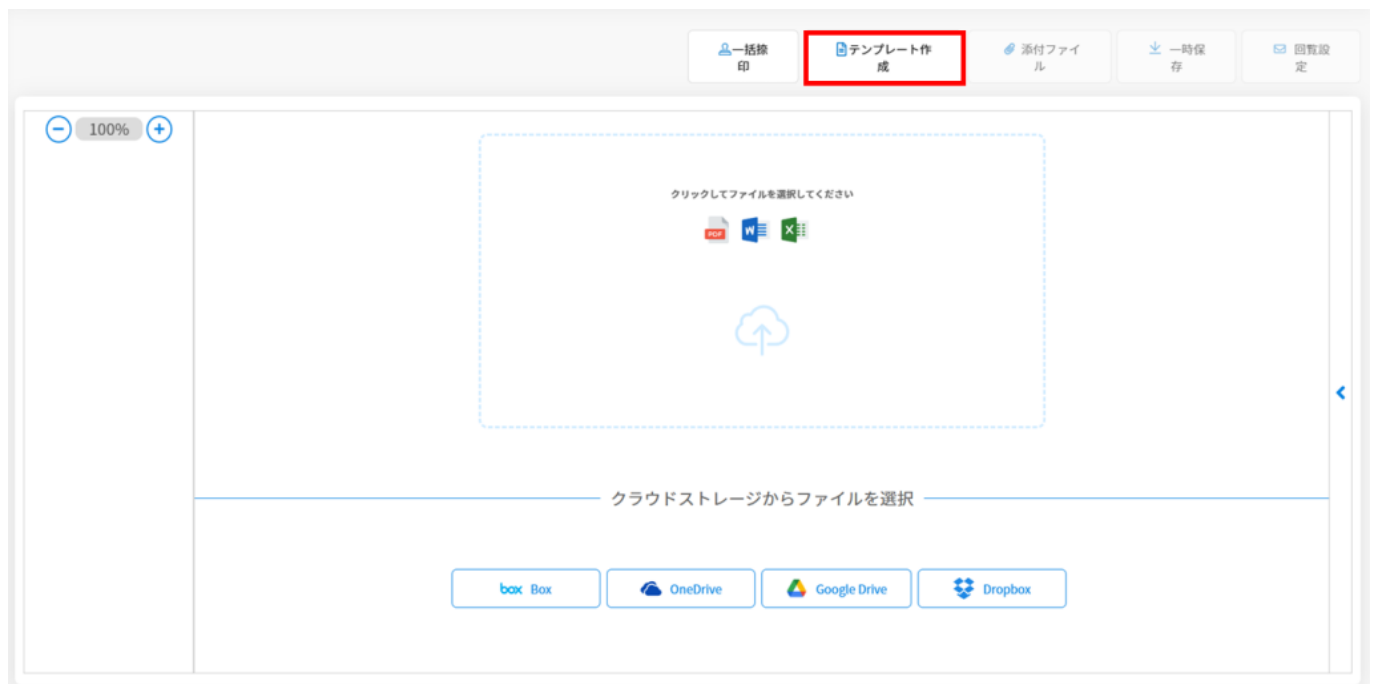 一括捺
印
テンプレート作
成
添付ファイ
ル
一時保
存
回覧設
定
100%
クリックしてファイルを選択してください
PDF
W
X
クラウドストレージからファイルを選択
box Box
OneDrive
Google Drive
Dropbox